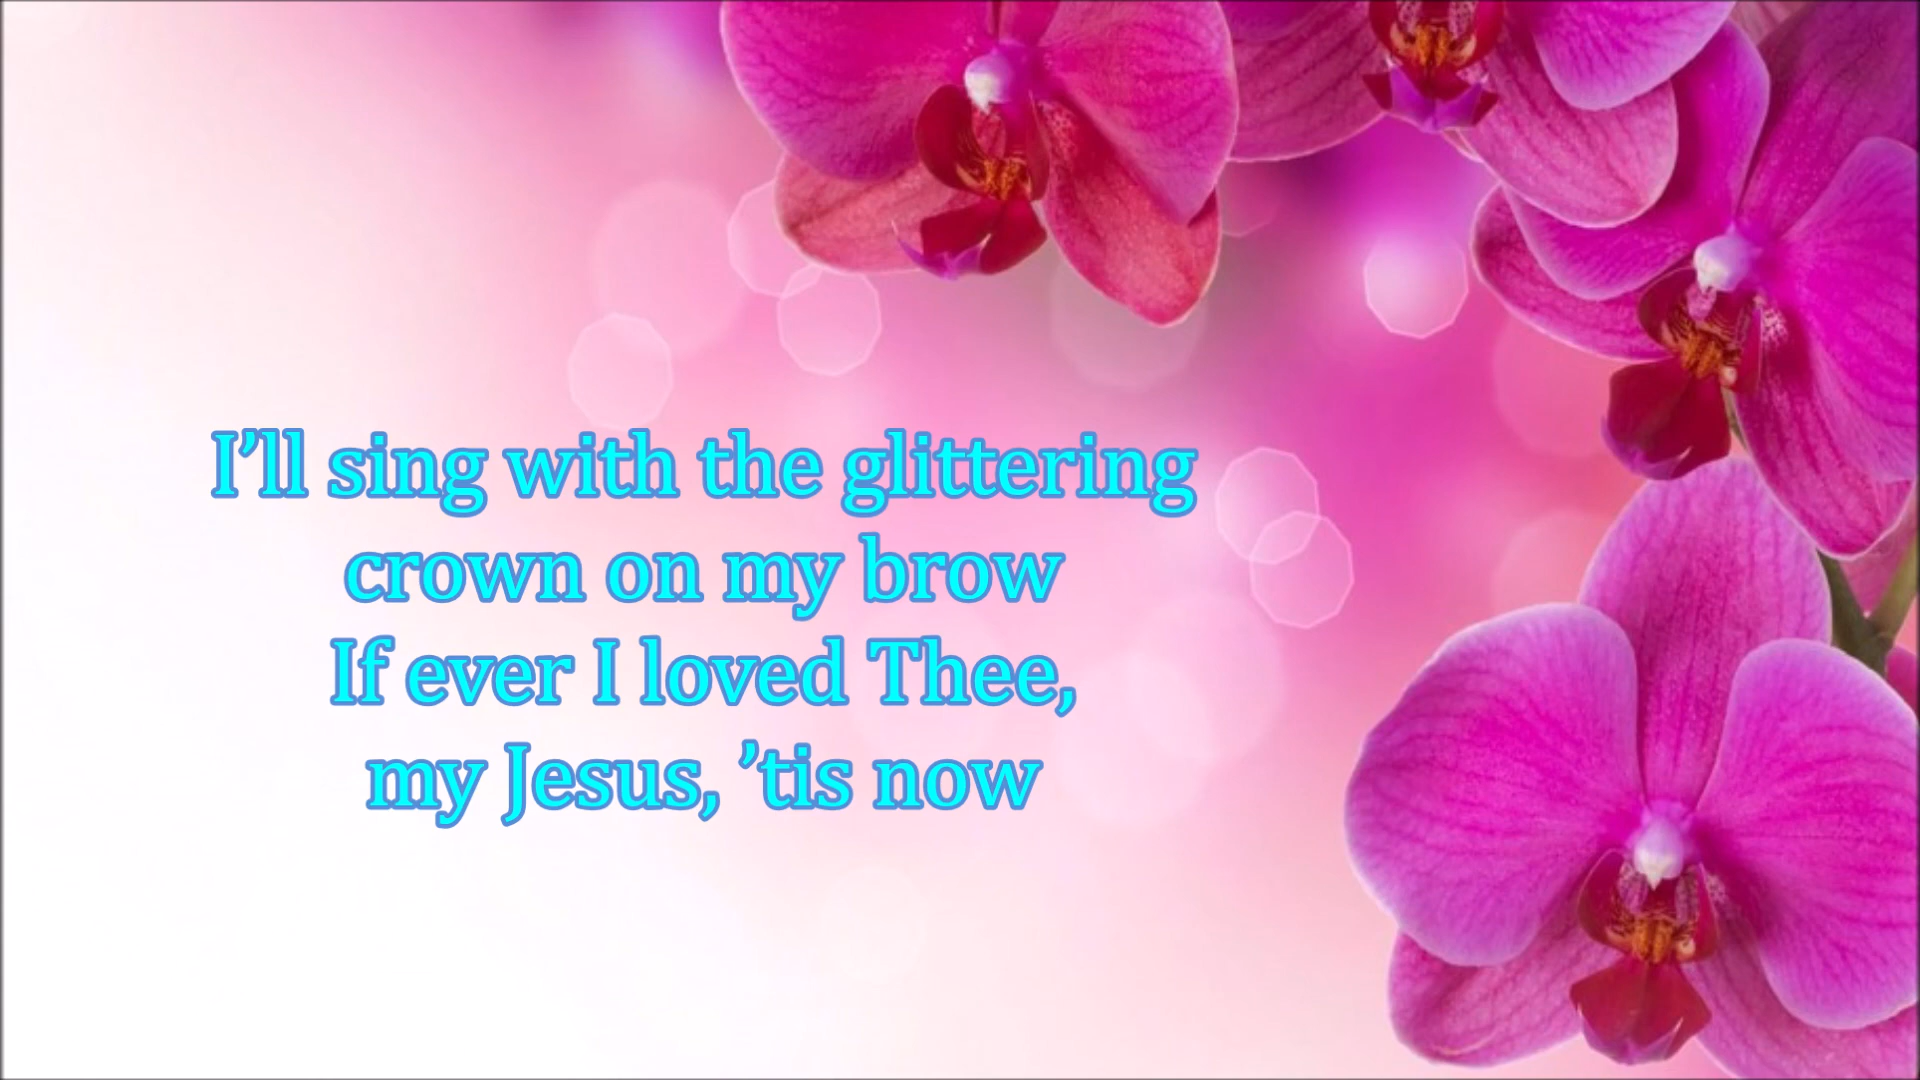 I’ll sing with the glittering
crown on my brow
If ever I loved Thee,
my Jesus, ’tis now